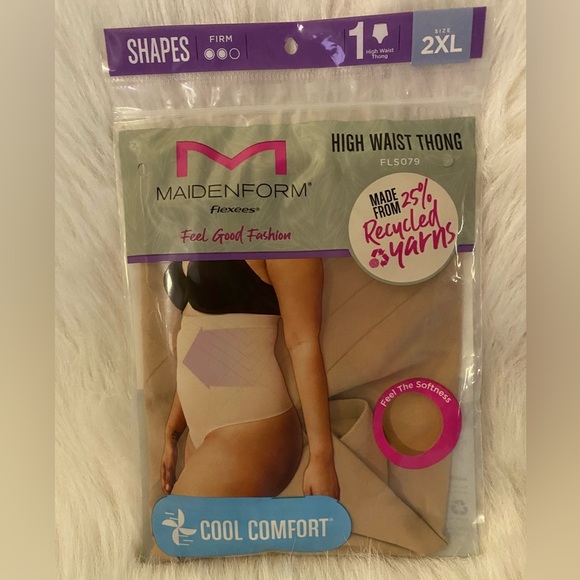 SHAPES
FIRM
1
High Waist
Thong
SIZE
2XL
M
MAIDENFORM®
flexees®
Feel Good Fashion
HIGH WAIST THONG
FLS079
MADE
FROM 25%
Recycled
yarns
Feel The Softness
COOL COMFORT®